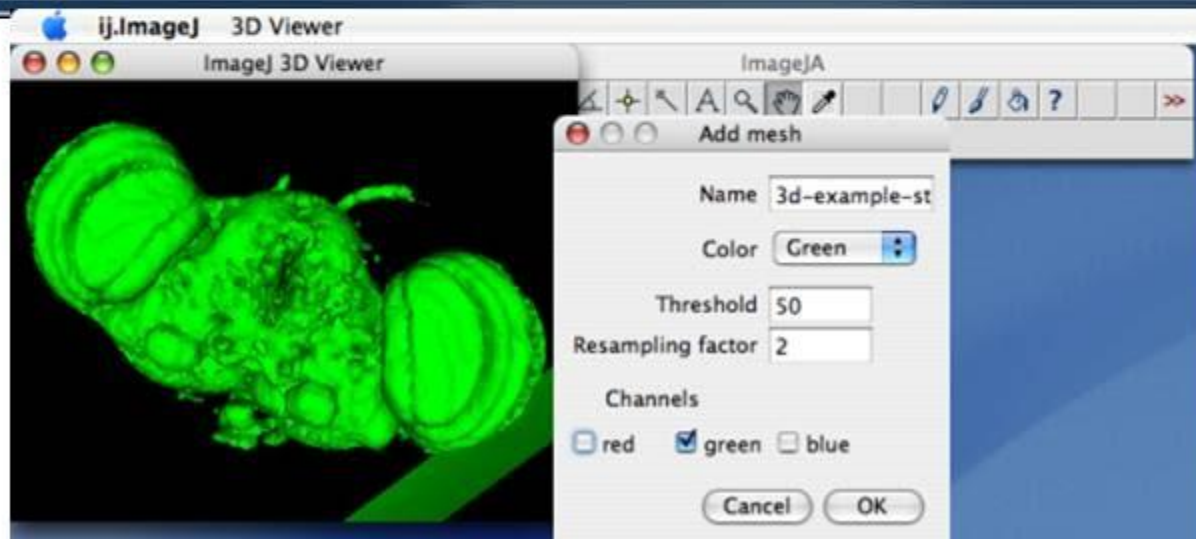 ij.ImageJ 3D Viewer
ImageJ 3D Viewer
ImageJA
A ? >>
Add mesh
Name 3d-example-st
Color Green
Threshold 50
Resampling factor 2
Channels
red green blue
Cancel OK